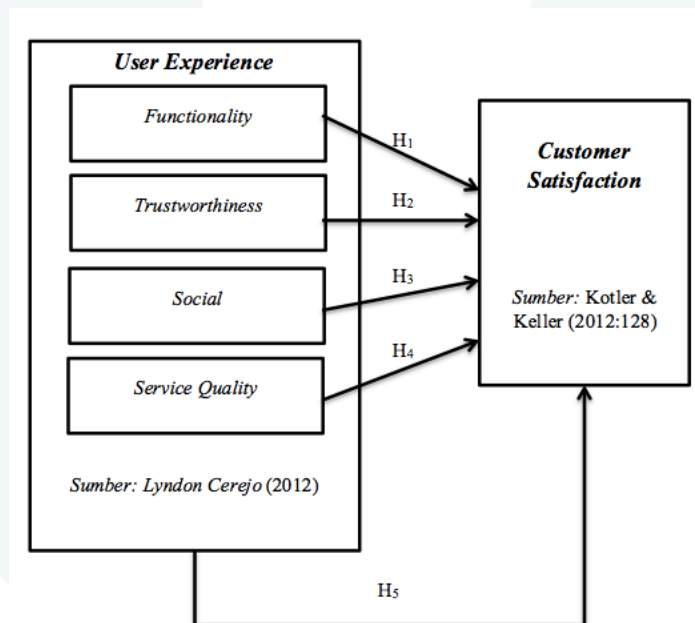 User Experience
Functionality
Trustworthiness
Social
Service Quality
Sumber: Lyndon Cerejo (2012)
H₁
H₂
H₃
H₄
Customer
Satisfaction
Sumber: Kotler &
Keller (2012:128)
H₅